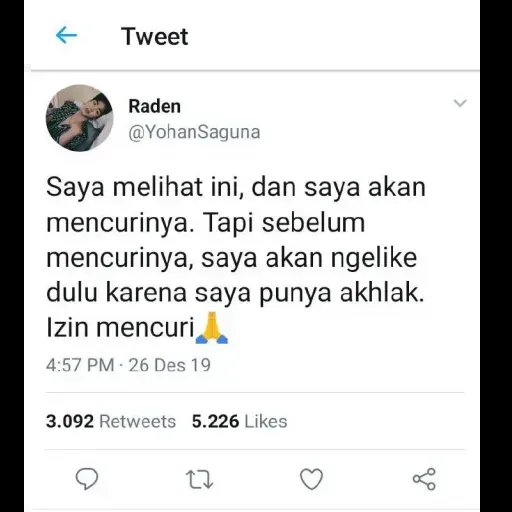 Tweet
Raden
@YohanSaguna
Saya melihat ini, dan saya akan
mencurinya. Tapi sebelum
mencurinya, saya akan ngelike
dulu karena saya punya akhlak.
Izin mencuri🙏
4:57 PM · 26 Des 19
3.092 Retweets 5.226 Likes